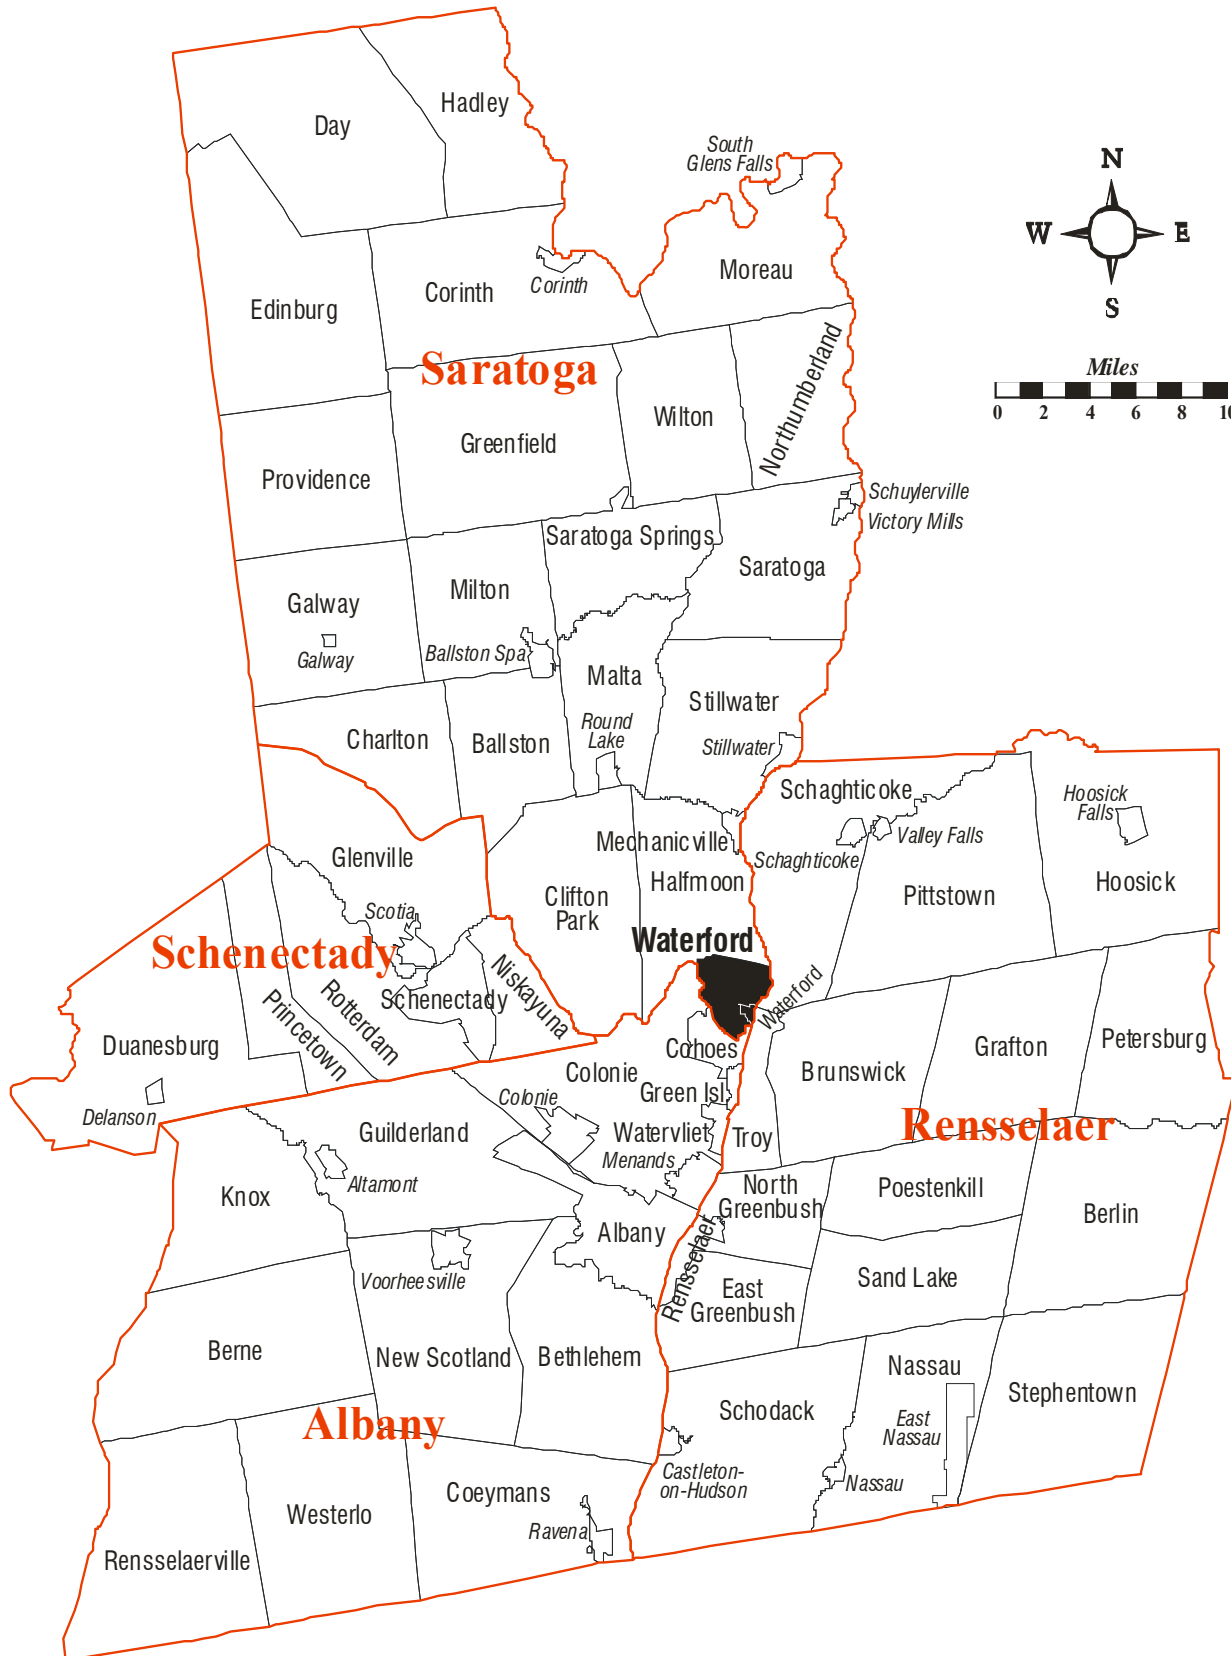 Hadley
Day
South
Glens Falls
N
W
E
S
Moreau
Corinth
Corinth
Edinburg
Northumberland
Saratoga
Miles
0 2 4 6 8 10
Wilton
Greenfield
Providence
Schuylerville
Victory Mills
Saratoga Springs
Saratoga
Milton
Galway
Galway
Ballston Spa
Malta
Stillwater
Round
Lake
Stillwater
Charlton
Ballston
Schaghticoke
Hoosick
Falls
Valley Falls
Mechanicville
Schaghticoke
Glenville
Halfmoon
Hoosick
Pittstown
Clifton
Park
Scotia
Waterford
Schenectady
Niskayuna
Waterford
Schenectady
Rotterdam
Princetown
Duanesburg
Cohoes
Petersburg
Grafton
Brunswick
Colonie
Green Isl.
Colonie
Delanson
Rensselaer
Guilderland
Watervliet
Troy
Menands
Altamont
Knox
North
Greenbush
Poestenkill
Berlin
Albany
Rensselaer
Voorheesville
Sand Lake
East
Greenbush
Berne
New Scotland
Bethlehem
Nassau
Stephentown
Schodack
Albany
East
Nassau
Castleton-
on-Hudson
Nassau
Coeymans
Westerlo
Ravena
Rensselaerville